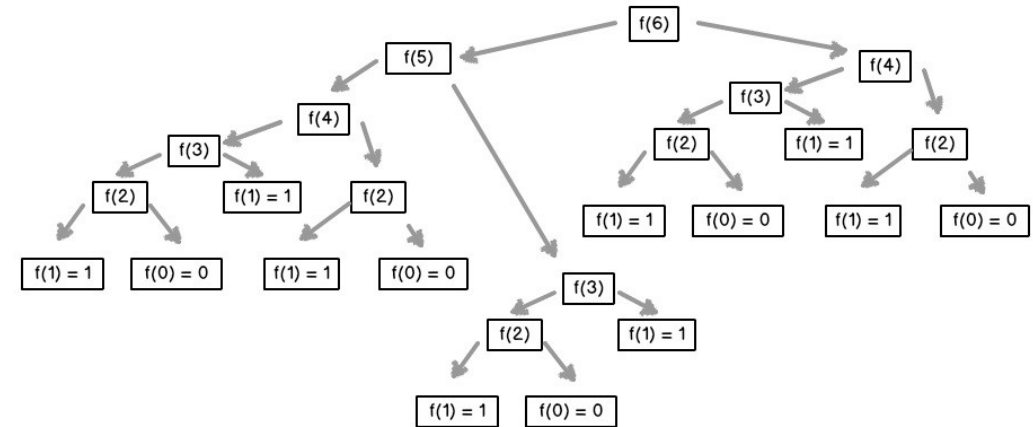 f(6)
f(5)
f(4)
f(4)
f(3)
f(3)
f(2)
f(1) = 1
f(2)
f(2)
f(1) = 1
f(2)
f(1) = 1
f(0) = 0
f(1) = 1
f(0) = 0
f(1) = 1
f(0) = 0
f(1) = 1
f(0) = 0
f(3)
f(2)
f(1) = 1
f(1) = 1
f(0) = 0